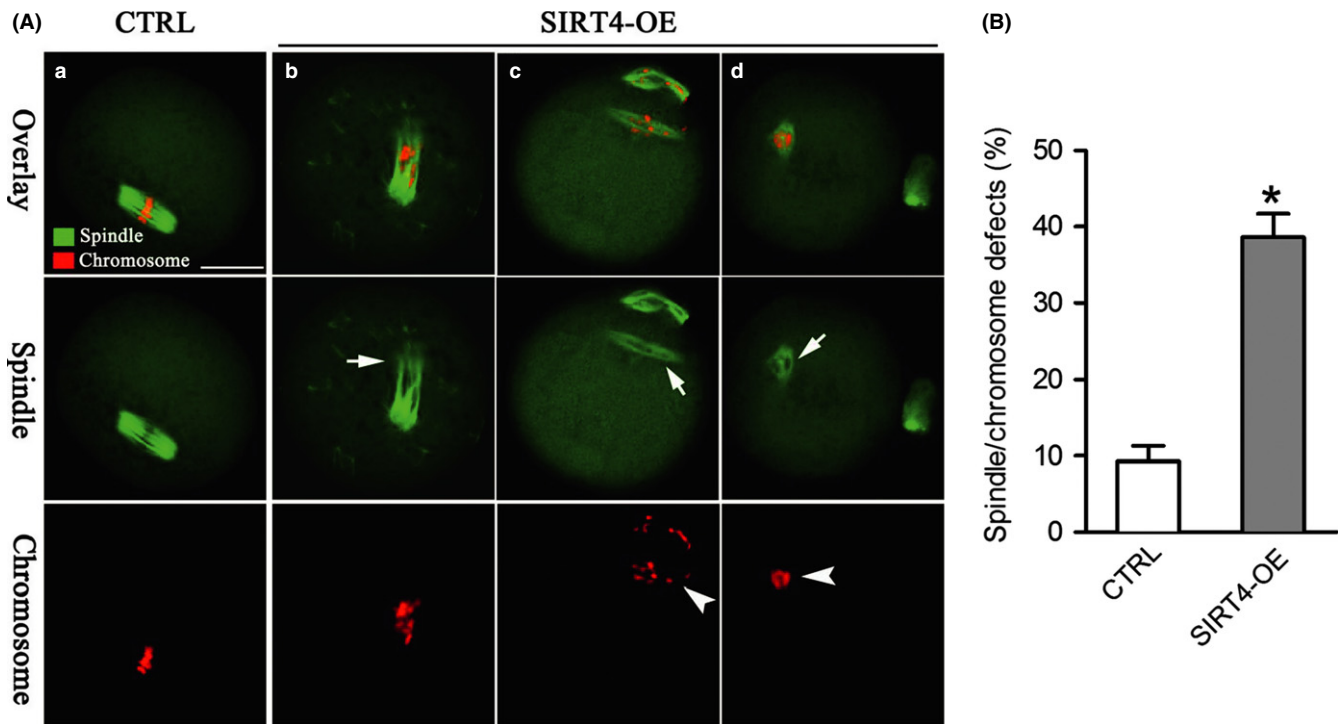 (A)
CTRL
SIRT4-OE
(B)
a
b
c
d
Overlay
Spindle
Chromosome
Spindle
Chromosome
Spindle/chromosome defects (%)
50
40
30
20
10
0
*
CTRL
SIRT4-OE